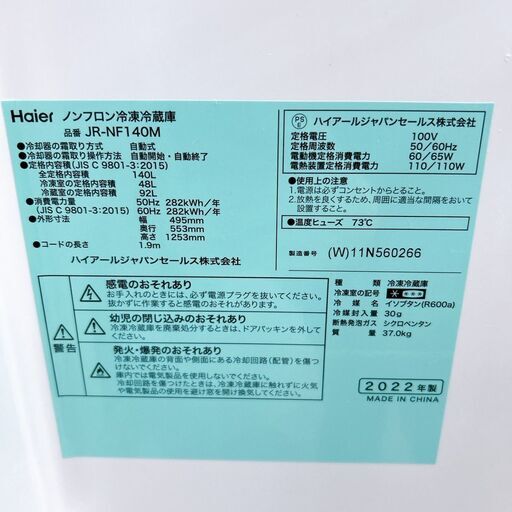 Haier ノンフロン冷凍冷蔵庫
品番 JR-NF140M
●冷却器の霜取り方式 自動式
●冷却器の霜取り操作方法 自動開始・自動終了
●定格内容積(JIS C 9801-3:2015)
全定格内容積 140L
冷凍室の定格内容積 48L
冷蔵室の定格内容積 92L
●消費電力量 50Hz 282kWh/年
(JIS C 9801-3:2015) 60Hz 282kWh/年
●外形寸法 幅 495mm
奥行 553mm
高さ 1253mm
●コードの長さ 1.9m
ハイアールジャパンセールス株式会社
PS E ハイアールジャパンセールス株式会社
定格電圧 100V
定格周波数 50/60Hz
電動機定格消費電力 60/65W
電熱装置定格消費電力 110/110W
●使用上の注意
1.電源は必ずコンセントからとること。
2.放熱を良くするため、周囲に適当な間隔をおいて
設置すること。
●温度ヒューズ 73℃
製造番号 (W)11N560266
警告
感電のおそれあり
お手入れのときには、必ず電源プラグを抜いてください。
抜かずに作業すると感電することがあります。
幼児の閉じ込みのおそれあり
冷凍冷蔵庫を廃棄処分するときは、ドアパッキンを外してください。
発火・爆発のおそれあり
冷凍冷蔵庫の背面や側面にある冷却回路(配管)を傷つ
けないでください。
庫内では電気製品を使用しないでください。
冷却回路を傷つけたときは、冷凍冷蔵庫に触れずに火気
や電気製品の使用を避け窓を開け換気してください。
種類 冷凍冷蔵庫
冷凍室の記号
冷媒名 イソブタン(R600a)
冷媒封入量 30g
断熱発泡ガス シクロペンタン
質量 37.0kg
2022年製
MADE IN CHINA